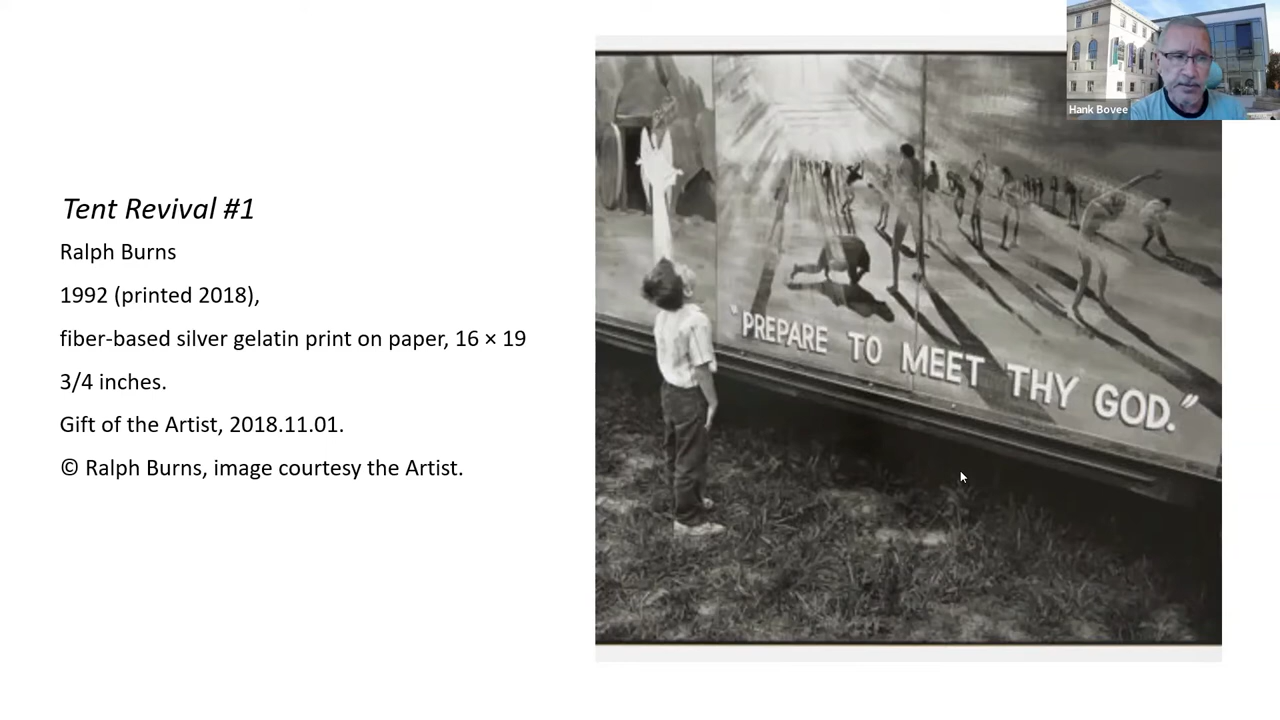 Tent Revival #1
Ralph Burns
1992 (printed 2018),
fiber-based silver gelatin print on paper, 16 × 19
3/4 inches.
Gift of the Artist, 2018.11.01.
© Ralph Burns, image courtesy the Artist.
"PREPARE TO MEET THY GOD."
Hank Bovee